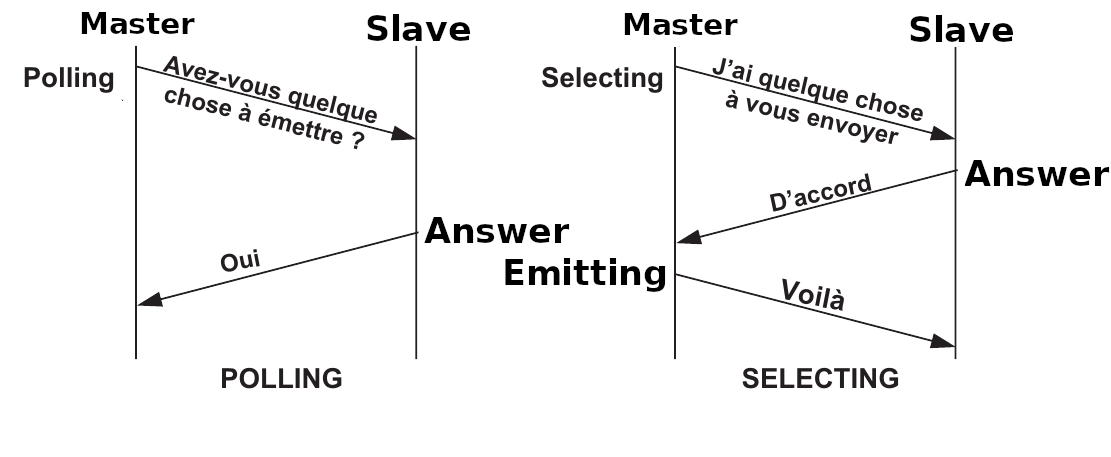 Master
Slave
Polling
Avez-vous quelque
chose à émettre ?
Answer
Oui
POLLING
Master
Slave
Selecting
J'ai quelque chose
à vous envoyer
Answer
D'accord
Emitting
Voilà
SELECTING